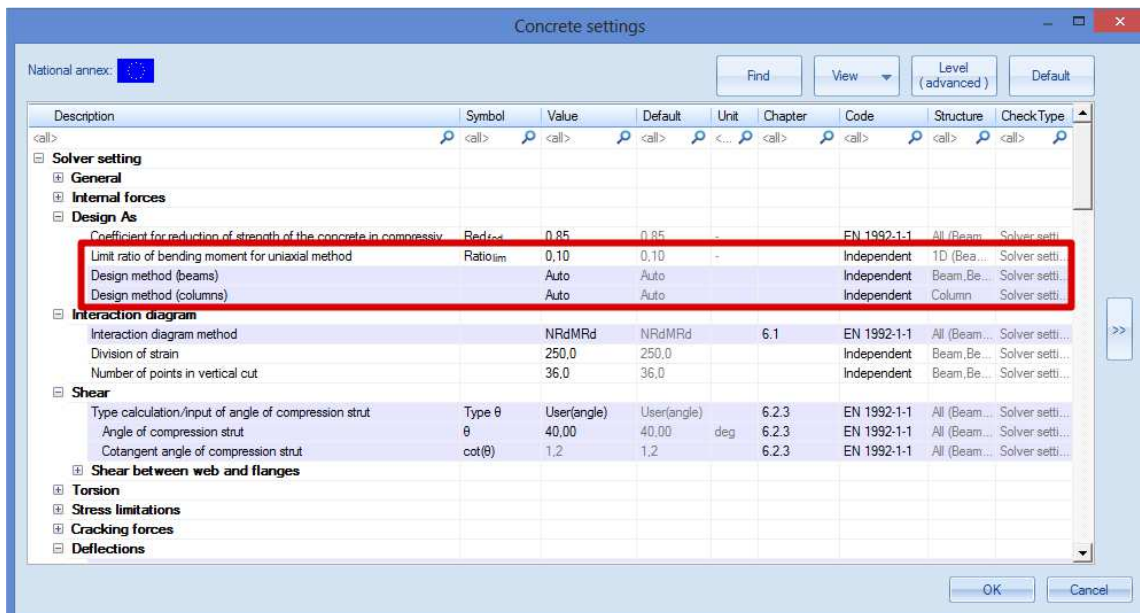 Concrete settings
National annex:
Find
View
Level (advanced)
Default
Description Symbol Value Default Unit Chapter Code Structure CheckType
<all> <all> <all> <all> <... <all> <all> <all> <all>
Solver setting
General
Internal forces
Design As
Coefficient for reduction of strength of the concrete in compressiv 0,85 0,85 - EN 1992-1-1 All (Beam... Solver setti...
Limit ratio of bending moment for uniaxial method Ratio lim 0,10 0,10 - Independent 1D (Bea... Solver setti...
Design method (beams) Auto Auto Independent Beam,Be... Solver setti...
Design method (columns) Auto Auto Independent Column Solver setti...
Interaction diagram
Interaction diagram method NRdMRd NRdMRd 6.1 EN 1992-1-1 All (Beam... Solver setti...
Division of strain 250,0 250,0 Independent Beam,Be... Solver setti...
Number of points in vertical cut 36,0 36,0 Independent Beam,Be... Solver setti...
Shear
Type calculation/input of angle of compression strut Type θ User(angle) User(angle) 6.2.3 EN 1992-1-1 All (Beam... Solver setti...
Angle of compression strut θ 40,00 40,00 deg 6.2.3 EN 1992-1-1 All (Beam... Solver setti...
Cotangent angle of compression strut cot(θ) 1,2 1,2 6.2.3 EN 1992-1-1 All (Beam... Solver setti...
Shear between web and flanges
Torsion
Stress limitations
Cracking forces
Deflections
>>
OK
Cancel